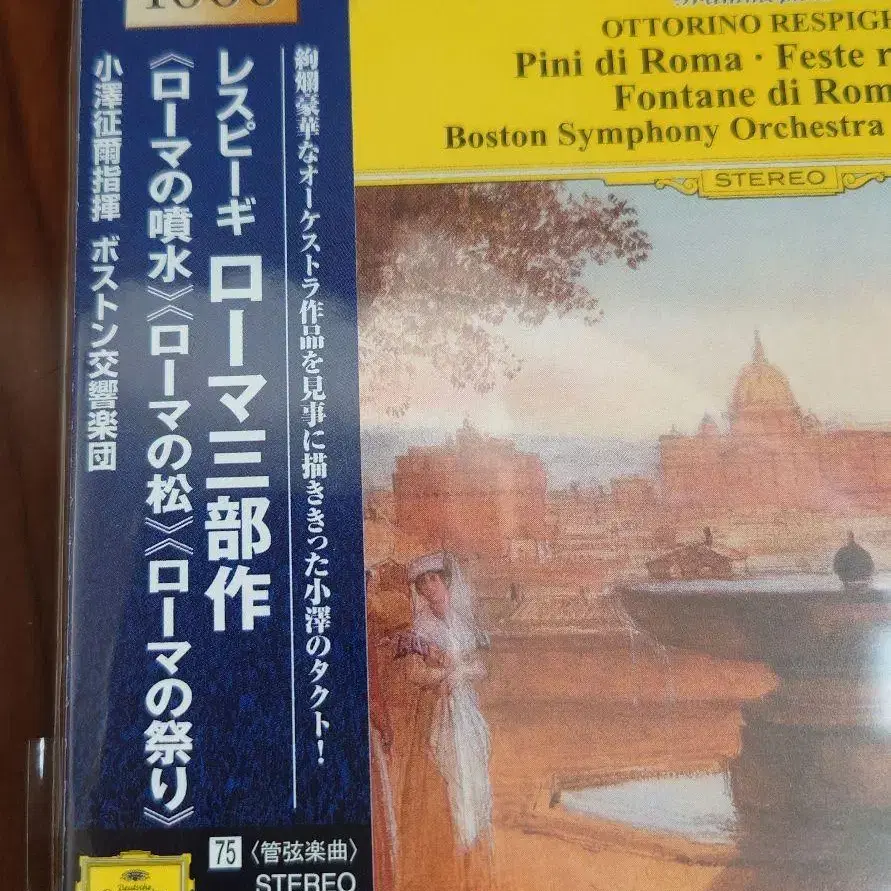 OTTORINO RESPIGH
Pini di Roma · Feste r
Fontane di Rom
Boston Symphony Orchestra
STEREO
絢爛豪華なオーケストラ作品を見事に描ききった小澤のタクト!
レスピーギ ローマ三部作
《ローマの噴水》《ローマの松》《ローマの祭り》
小澤征爾指揮 ボストン交響楽団
75 〈管弦楽曲〉
STEREO
Deutsche